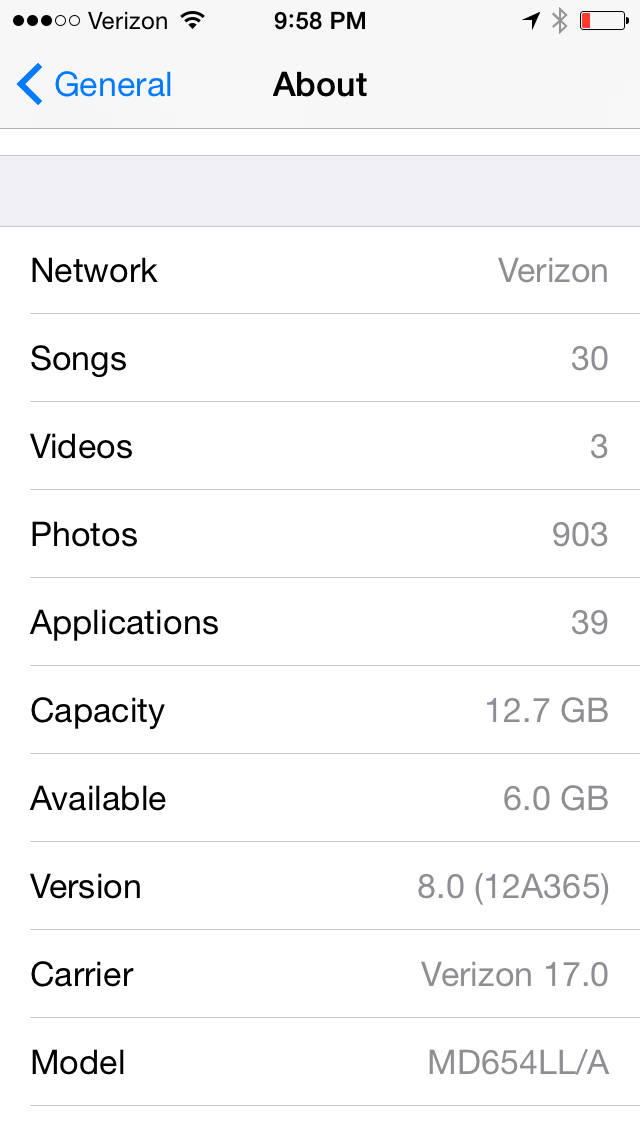 Verizon 9:58 PM
General About
Network Verizon
Songs 30
Videos 3
Photos 903
Applications 39
Capacity 12.7 GB
Available 6.0 GB
Version 8.0 (12A365)
Carrier Verizon 17.0
Model MD654LL/A